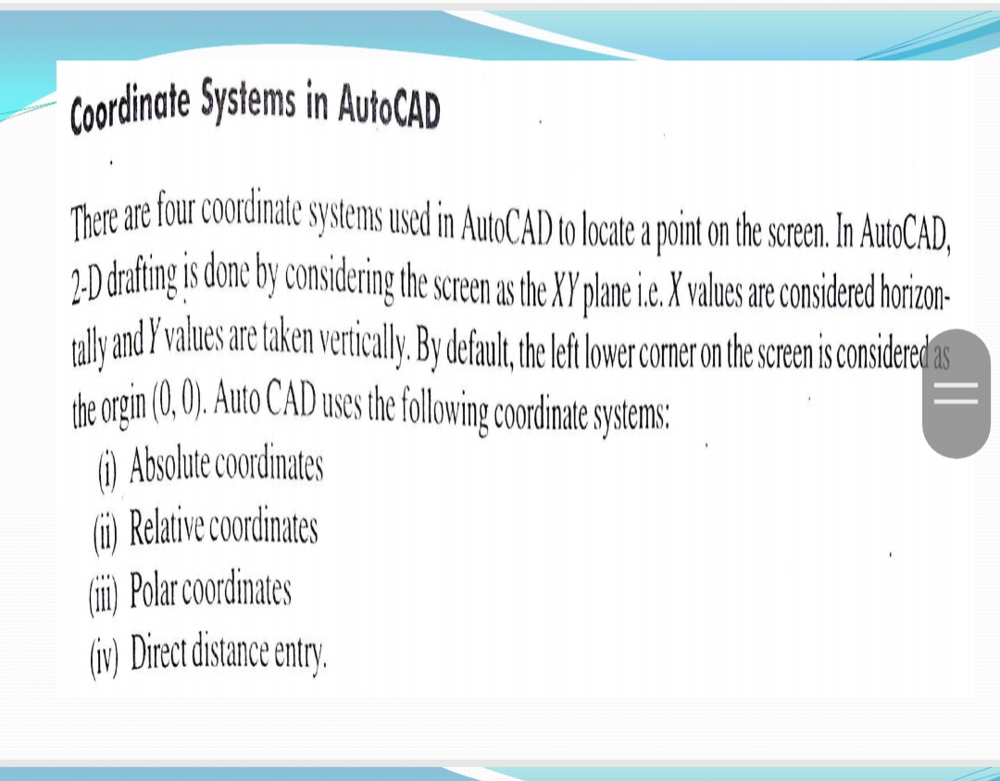 Coordinate Systems in AutoCAD
There are four coordinate systems used in AutoCAD to locate a point on the screen. In AutoCAD,
2-D drafting is done by considering the screen as the XY plane i.e. X values are considered horizon-
tally and Y values are taken vertically. By default, the left lower corner on the screen is considered as
the orgin (0, 0). Auto CAD uses the following coordinate systems:
(i) Absolute coordinates
(ii) Relative coordinates
(iii) Polar coordinates
(iv) Direct distance entry.